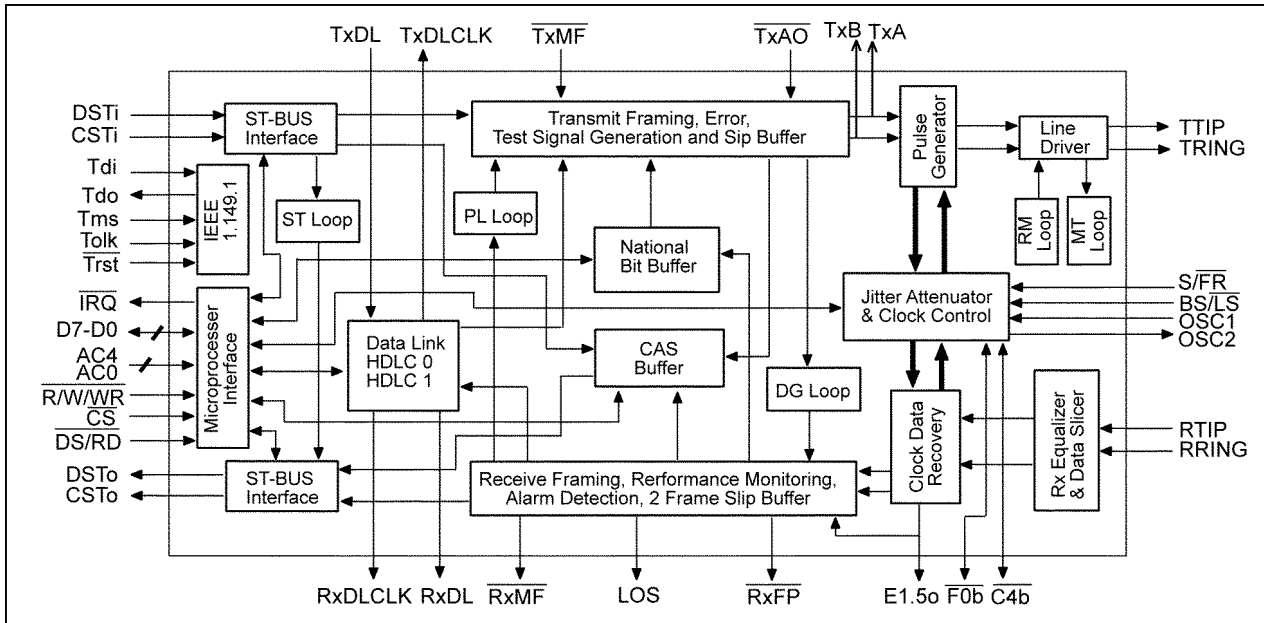 TxDL TxDLCLK TxMF TxAO TxB TxA
DSTi
CSTi
ST-BUS
Interface
Transmit Framing, Error,
Test Signal Generation and Sip Buffer
Pulse
Generator
Line
Driver
TTIP
TRING
Tdi
Tdo
Tms
Tolk
Trst
IEEE
1.149.1
ST Loop
PL Loop
National
Bit Buffer
RM
Loop
MT
Loop
IRQ
D7-D0
AC4
AC0
R/W/WR
CS
DS/RD
Microprocesser
Interface
Data Link
HDLC 0
HDLC 1
CAS
Buffer
DG Loop
Jitter Attenuator
& Clock Control
S/FR
BS/LS
OSC1
OSC2
Clock Data
Recovery
Rx Equalizer
& Data Slicer
RTIP
RRING
DSTo
CSTo
ST-BUS
Interface
Receive Framing, Rerformance Monitoring,
Alarm Detection, 2 Frame Slip Buffer
RxDLCLK RxDL RxMF LOS RxFP E1.5o F0b C4b